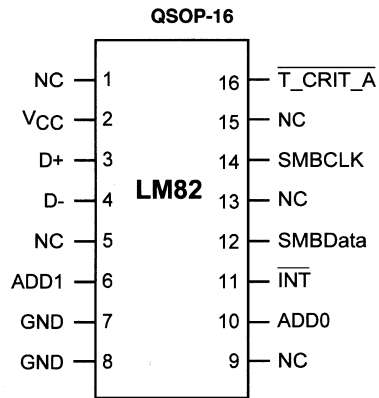 QSOP-16
NC 1 16 T_CRIT_A
VCC 2 15 NC
D+ 3 14 SMBCLK
D- 4 LM82 13 NC
NC 5 12 SMBData
ADD1 6 11 INT
GND 7 10 ADD0
GND 8 9 NC